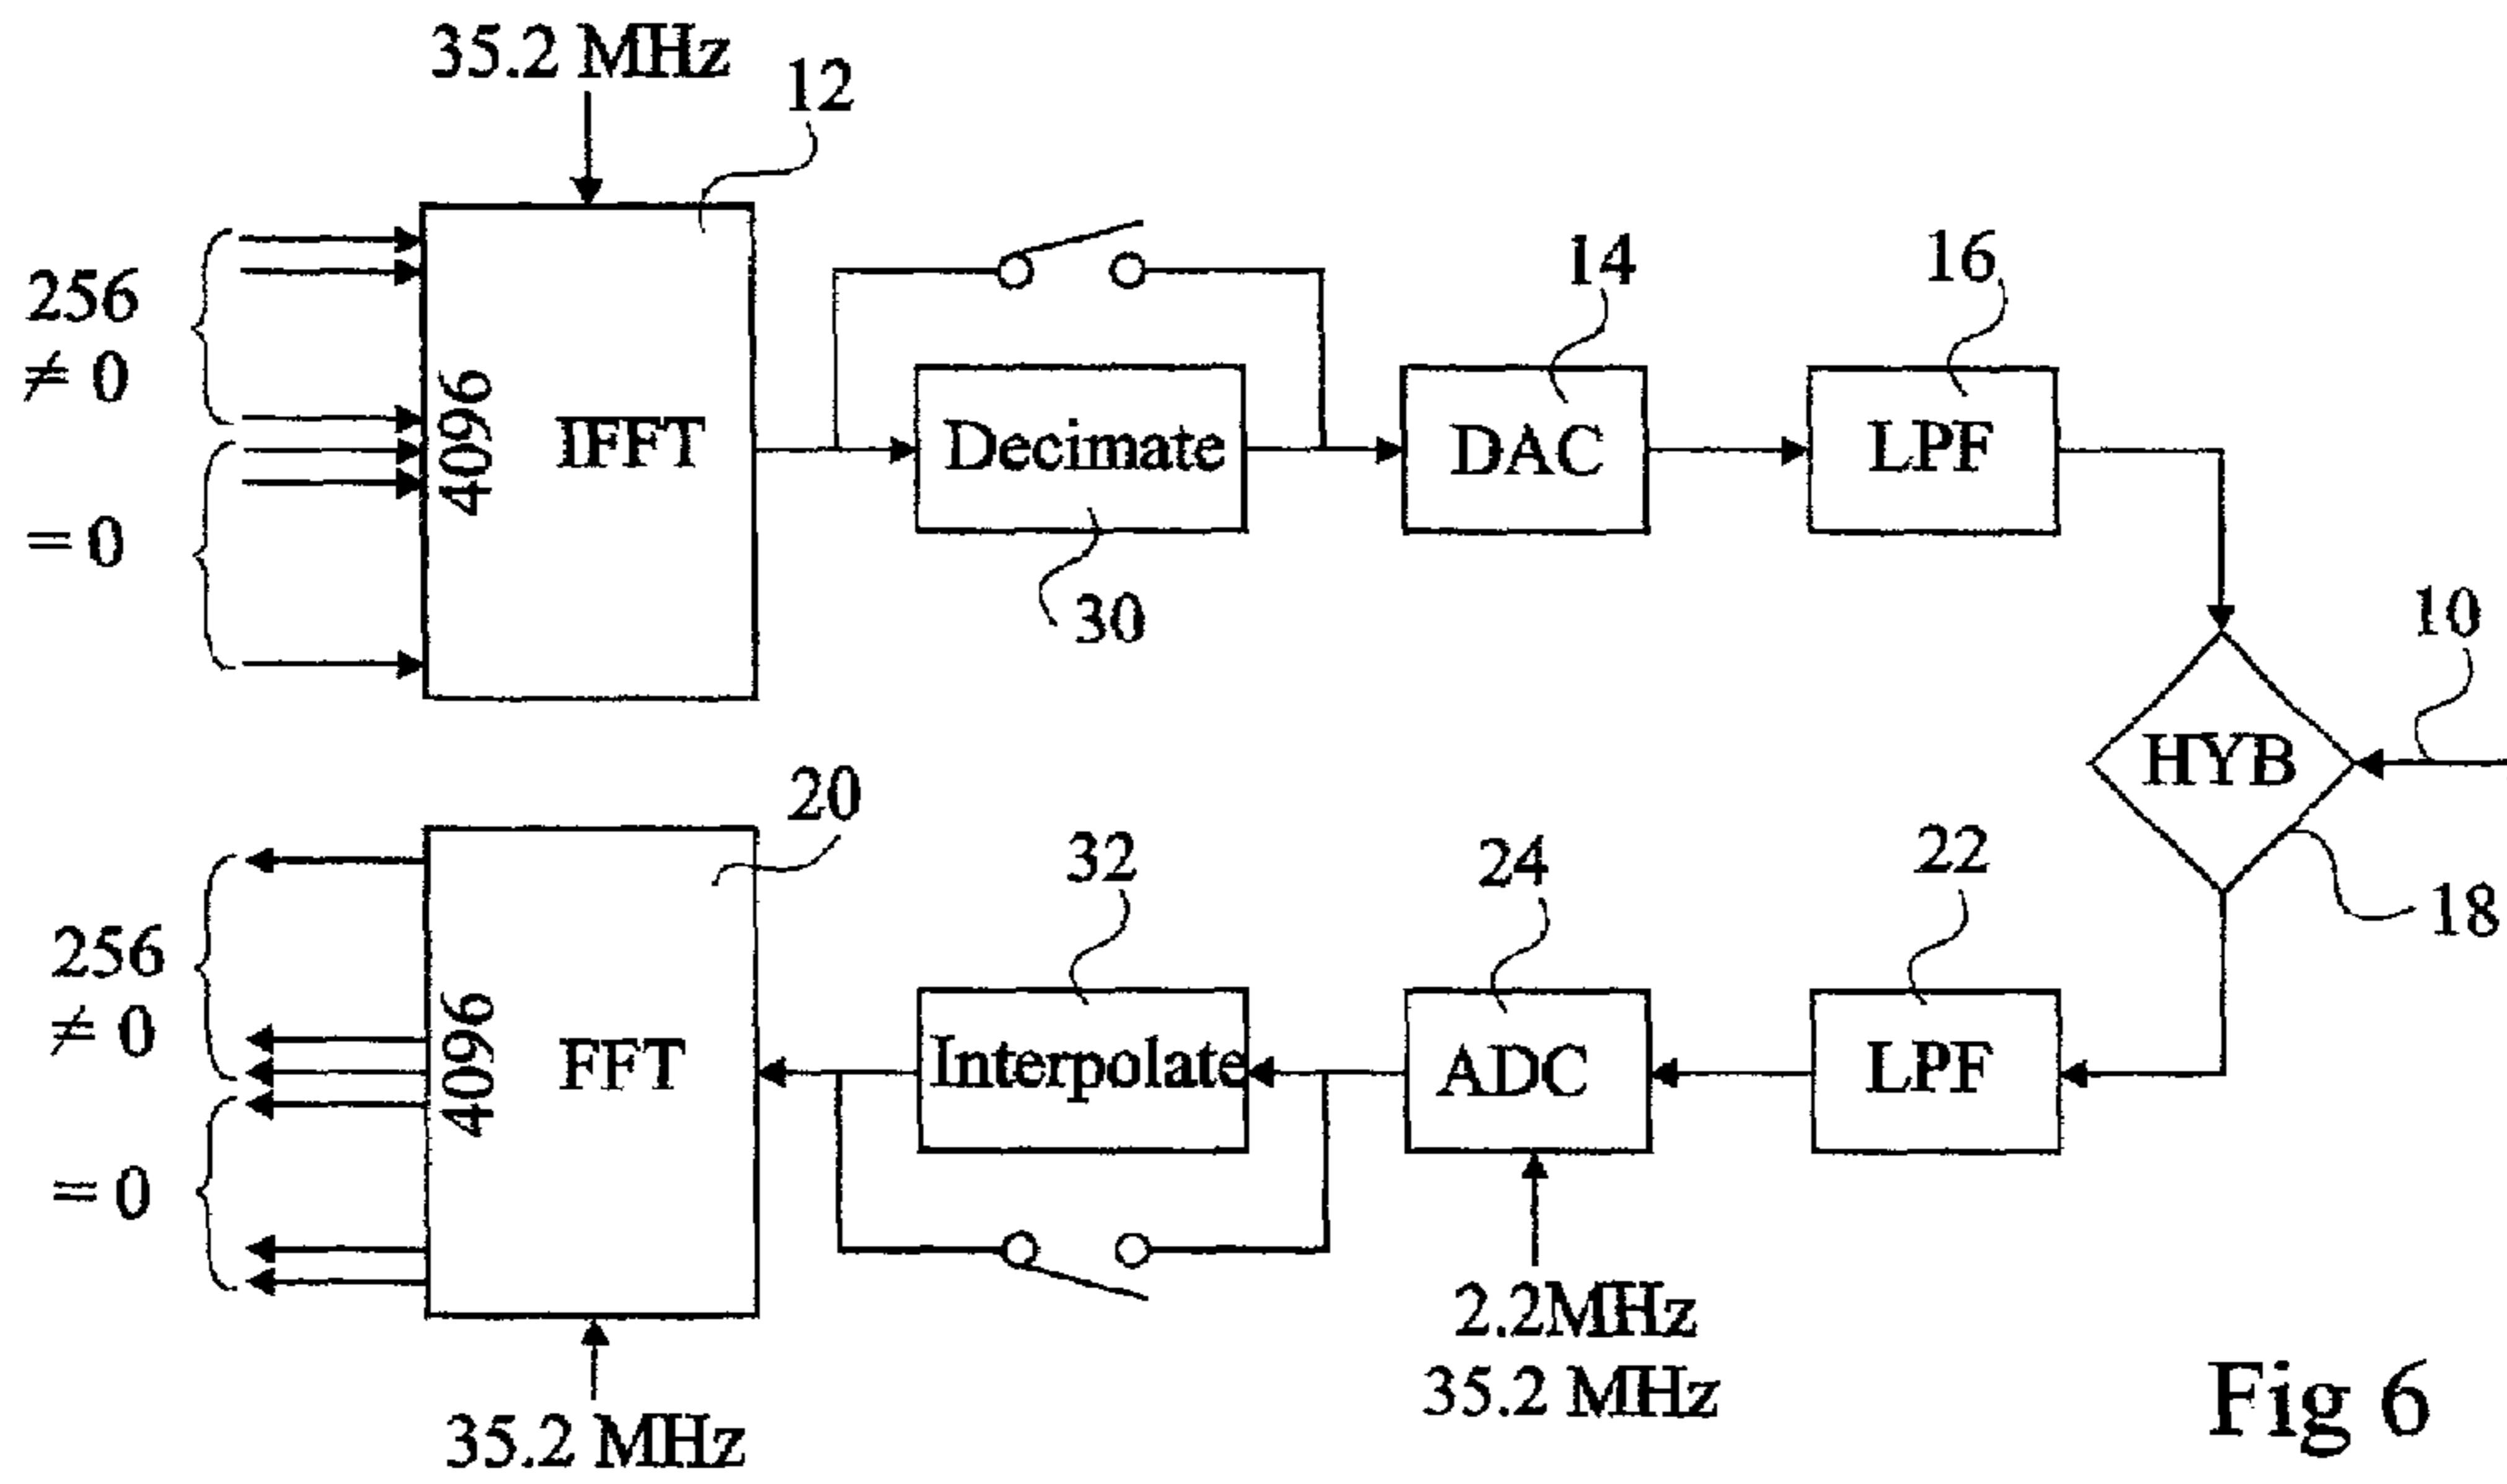 35.2 MHz
12
256
≠ 0
= 0
4096
IFFT
Decimate
30
14
DAC
16
LPF
10
HYB
18
20
256
≠ 0
= 0
4096
FFT
32
Interpolate
24
ADC
22
LPF
2.2MHz
35.2 MHz
35.2 MHz
Fig 6